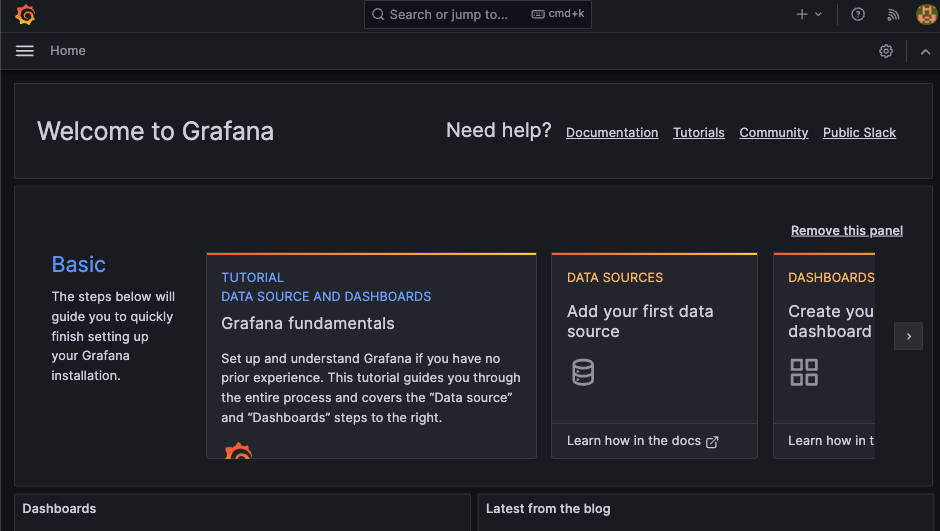 Search or jump to... cmd+k
Home
Welcome to Grafana
Need help? Documentation Tutorials Community Public Slack
Remove this panel
Basic
The steps below will
guide you to quickly
finish setting up
your Grafana
installation.
TUTORIAL
DATA SOURCE AND DASHBOARDS
Grafana fundamentals
Set up and understand Grafana if you have no
prior experience. This tutorial guides you through
the entire process and covers the “Data source”
and “Dashboards” steps to the right.
DATA SOURCES
Add your first data
source
Learn how in the docs
DASHBOARDS
Create you
dashboard
Learn how in t
Dashboards
Latest from the blog